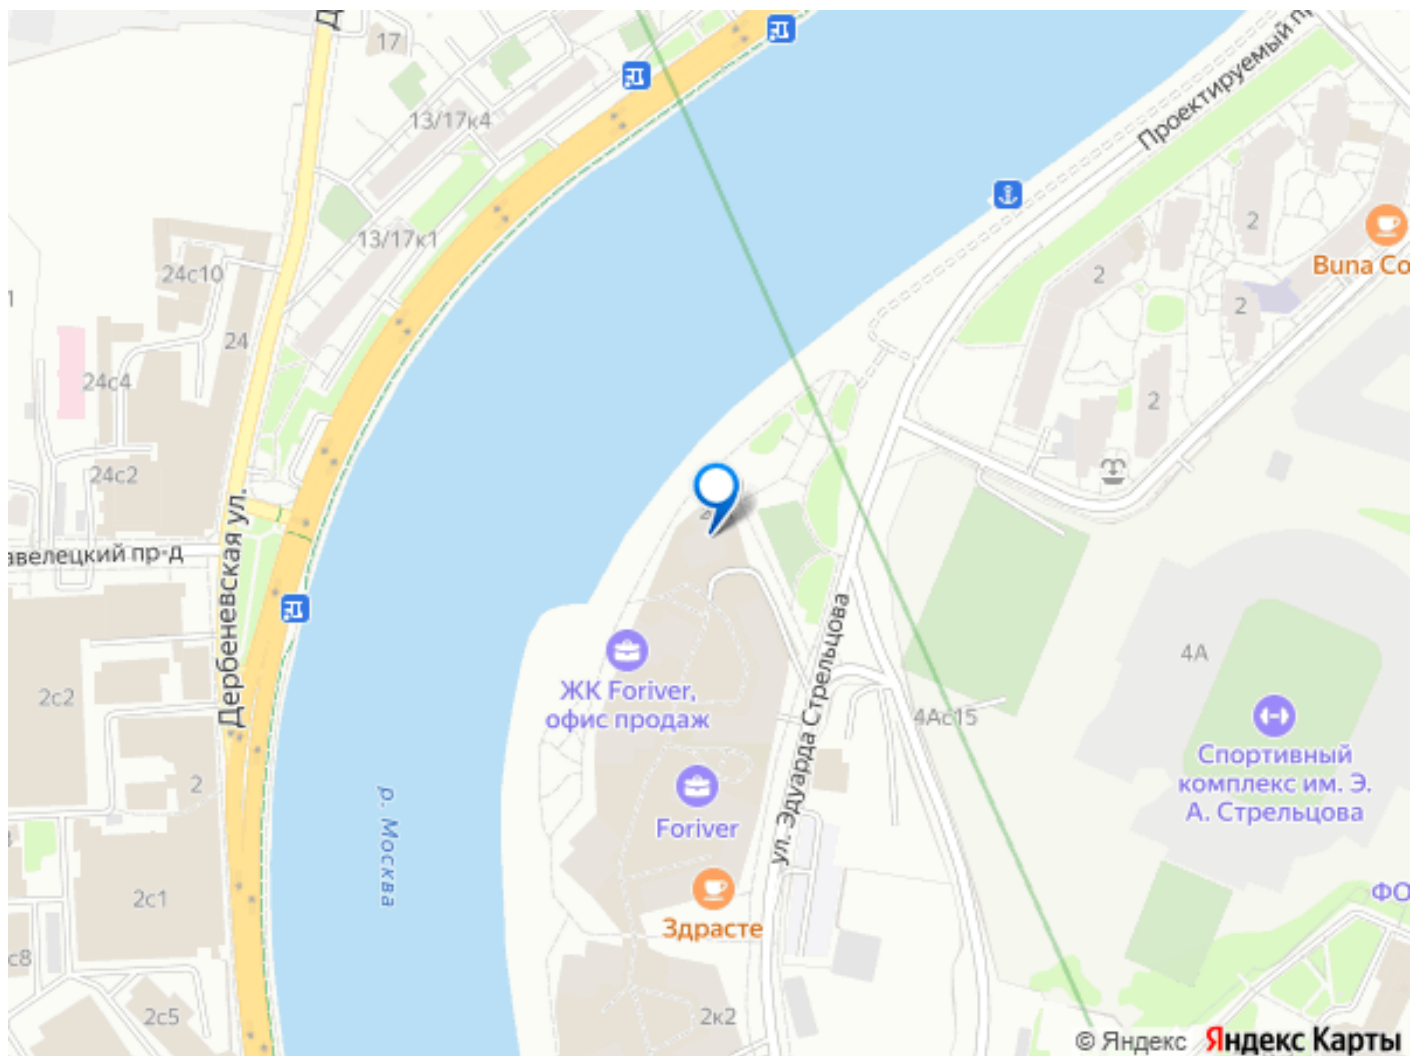 Д
17
13/17к4
Проектируемый пр
13/17к1
2
2
2
2
Buna Co
24с10
1
24
24с4
24с2
авелецкий пр-д
Дербеневская ул.
2с2
2
2с1
с8
2с5
р. Москва
ЖК Foriver,
офис продаж
Foriver
Здрасте
2к2
ул. Эдуарда Стрельцова
4Ас15
4А
Спортивный
комплекс им. Э.
А. Стрельцова
ФО
© Яндекс Яндекс Карты